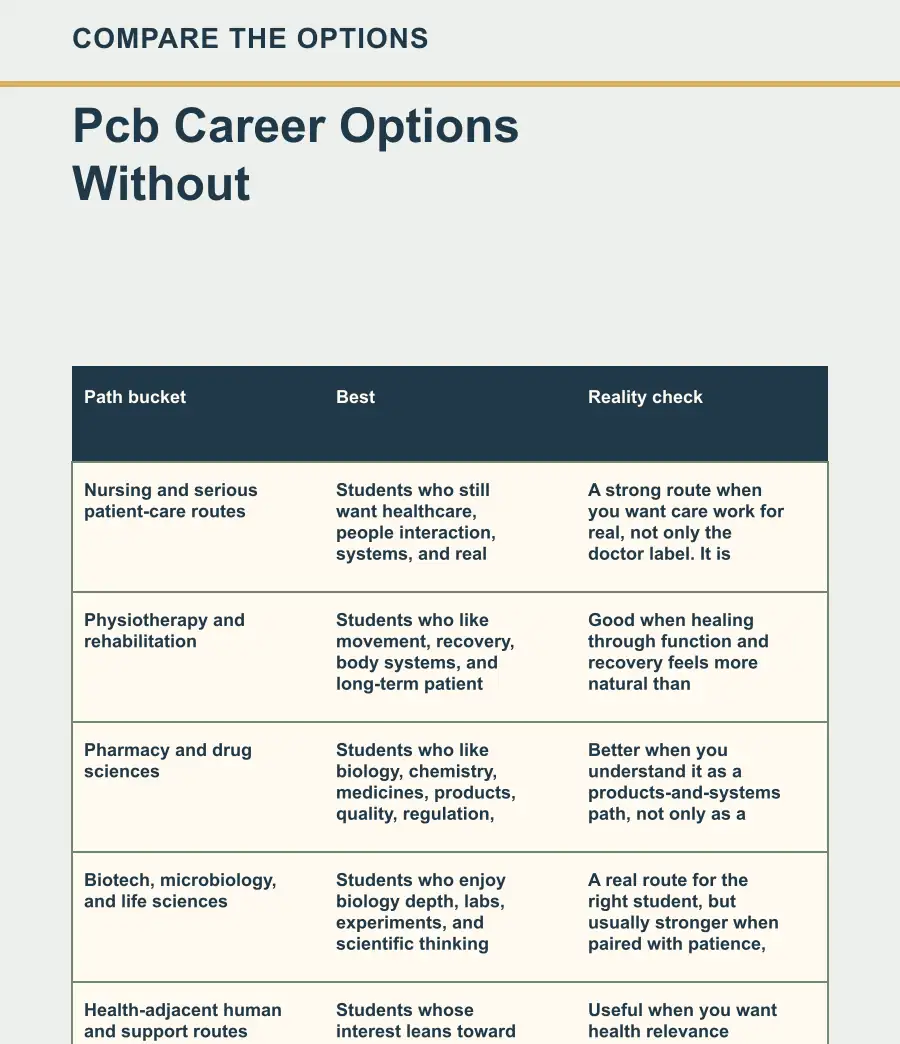 COMPARE THE OPTIONS
Pcb Career Options
Without
Path bucket
Best
Reality check
Nursing and serious
patient-care routes
Students who still
want healthcare,
people interaction,
systems, and real
A strong route when
you want care work for
real, not only the
doctor label. It is
Physiotherapy and
rehabilitation
Students who like
movement, recovery,
body systems, and
long-term patient
Good when healing
through function and
recovery feels more
natural than
Pharmacy and drug
sciences
Students who like
biology, chemistry,
medicines, products,
quality, regulation,
Better when you
understand it as a
products-and-systems
path, not only as a
Biotech, microbiology,
and life sciences
Students who enjoy
biology depth, labs,
experiments, and
scientific thinking
A real route for the
right student, but
usually stronger when
paired with patience,
Health-adjacent human
and support routes
Students whose
interest leans toward
Useful when you want
health relevance